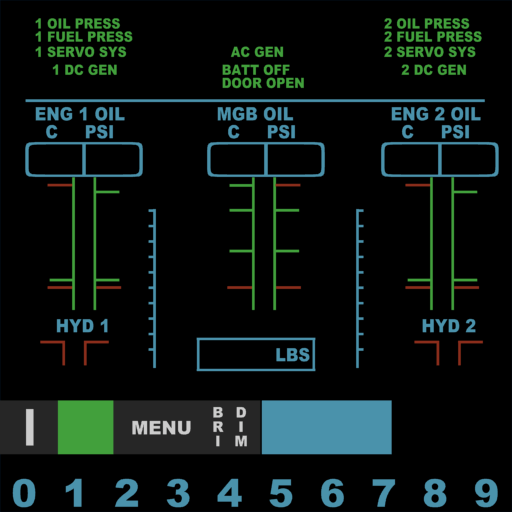 1 OIL PRESS
1 FUEL PRESS
1 SERVO SYS
1 DC GEN
AC GEN
BATT OFF
DOOR OPEN
2 OIL PRESS
2 FUEL PRESS
2 SERVO SYS
2 DC GEN
ENG 1 OIL
C PSI
MGB OIL
C PSI
ENG 2 OIL
C PSI
HYD 1
HYD 2
LBS
MENU
BRI
DIM
0 1 2 3 4 5 6 7 8 9